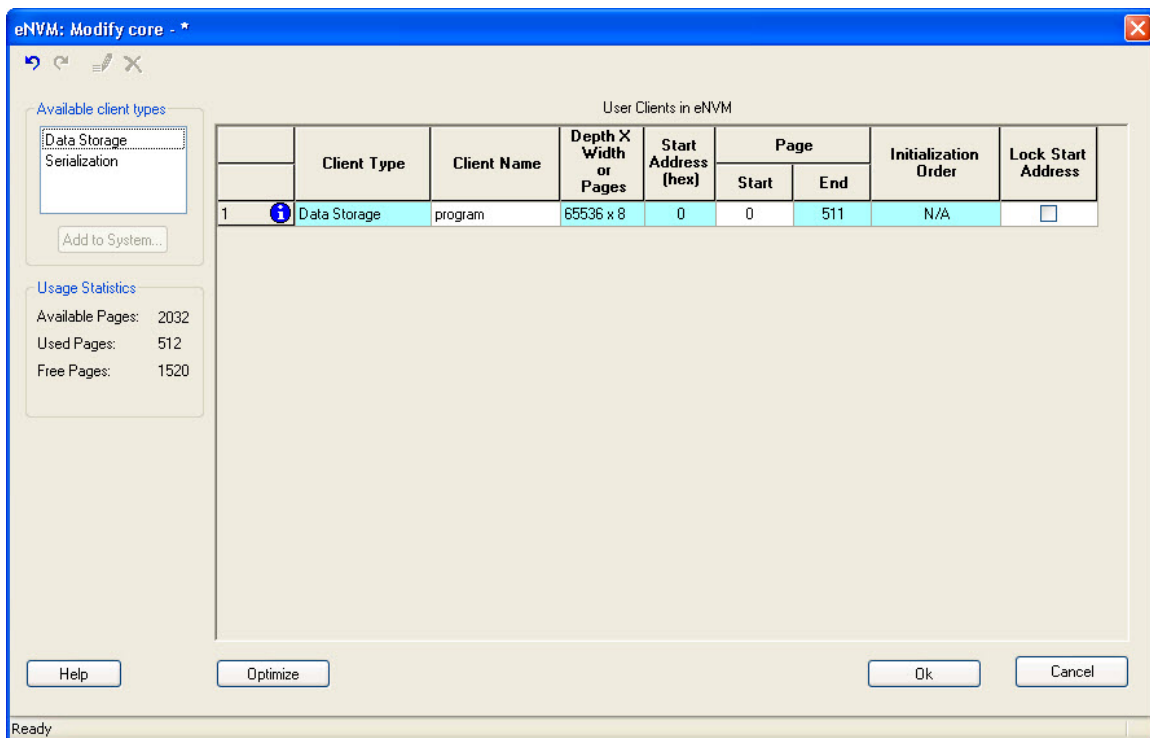 eNVM: Modify core - *
Available client types
Data Storage
Serialization
Add to System...
Usage Statistics
Available Pages: 2032
Used Pages: 512
Free Pages: 1520
User Clients in eNVM
Client Type Client Name Depth X Width or Pages Start Address (hex) Page Start End Initialization Order Lock Start Address
1 Data Storage program 65536 x 8 0 0 511 N/A
Help Optimize Ok Cancel
Ready